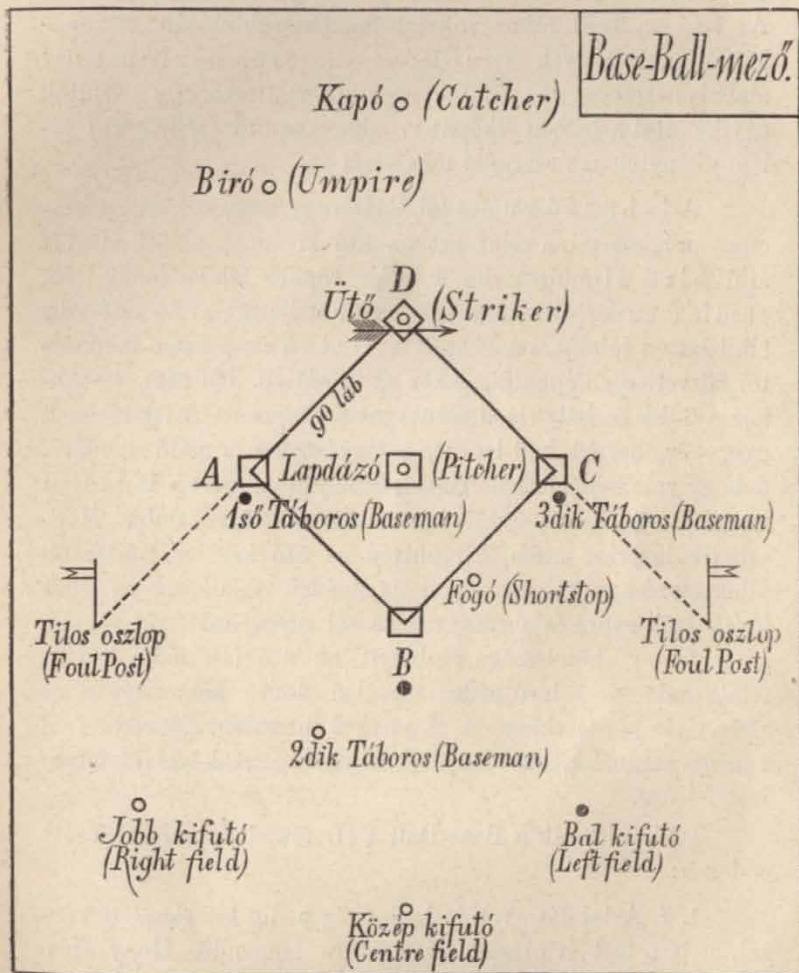 Base-Ball-mező.
Kapó (Catcher)
Biró (Umpire)
D
Ütő (Striker)
90 láb
A Lapdázó (Pitcher) C
1ső Táboros (Baseman) 3dik Táboros (Baseman)
Fogó (Shortstop)
Tilos oszlop
(Foul Post)
Tilos oszlop
(Foul Post)
B
2dik Táboros (Baseman)
Jobb kifutó
(Right field)
Bal kifutó
(Left field)
Közép kifutó
(Centre field)